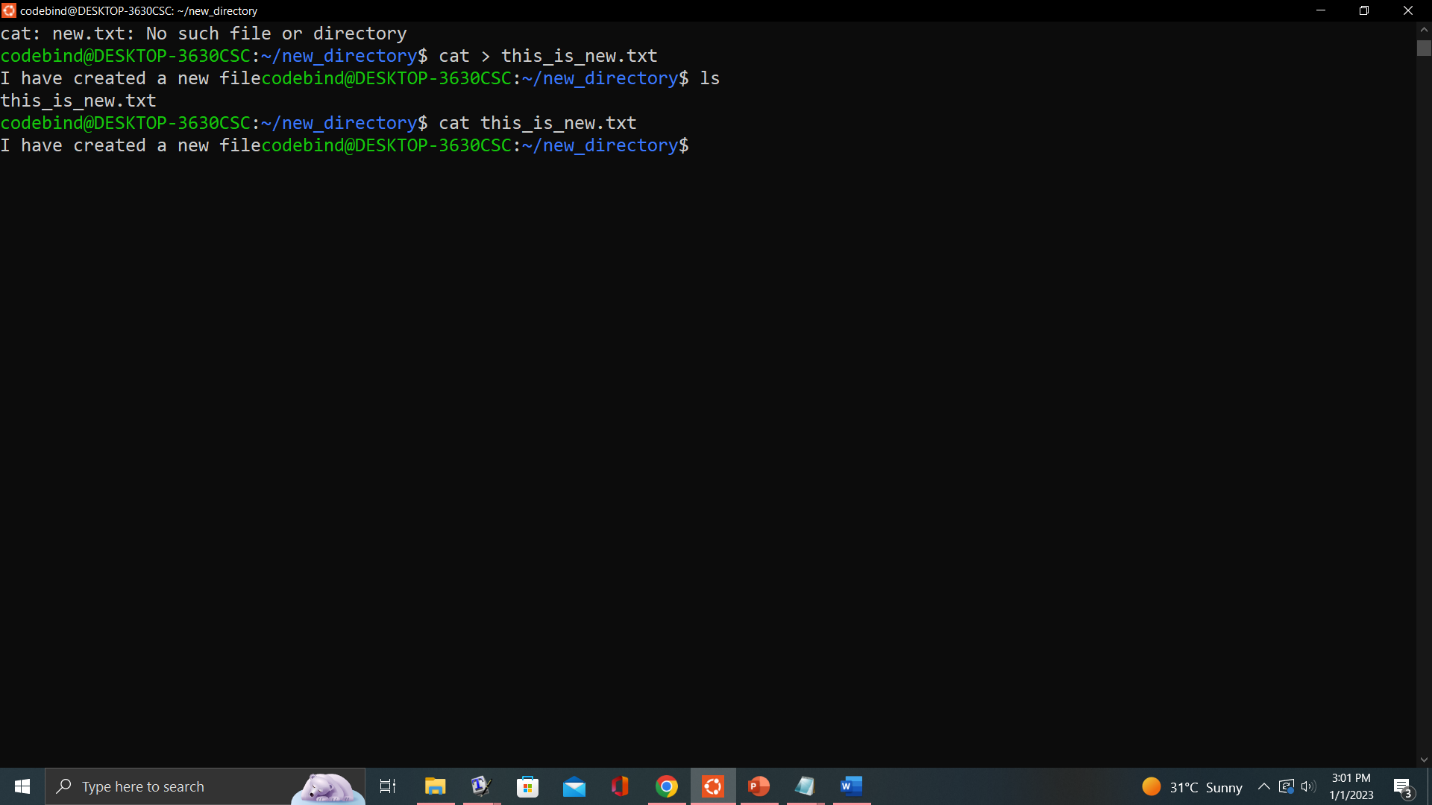 codebind@DESKTOP-3630CSC: ~/new_directory
cat: new.txt: No such file or directory
codebind@DESKTOP-3630CSC:~/new_directory$ cat > this_is_new.txt
I have created a new filecodebind@DESKTOP-3630CSC:~/new_directory$ ls
this_is_new.txt
codebind@DESKTOP-3630CSC:~/new_directory$ cat this_is_new.txt
I have created a new filecodebind@DESKTOP-3630CSC:~/new_directory$
Type here to search
31°C Sunny
3:01 PM
1/1/2023
3